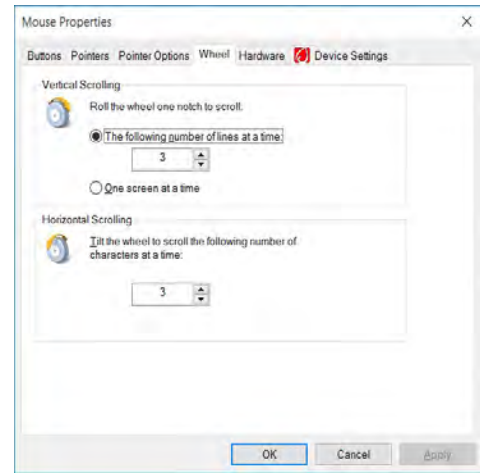 Mouse Properties
Buttons Pointers Pointer Options Wheel Hardware Device Settings
Vertical Scrolling
Roll the wheel one notch to scroll.
The following number of lines at a time:
3
One screen at a time
Horizontal Scrolling
Tilt the wheel to scroll the following number of
characters at a time:
3
OK Cancel Apply